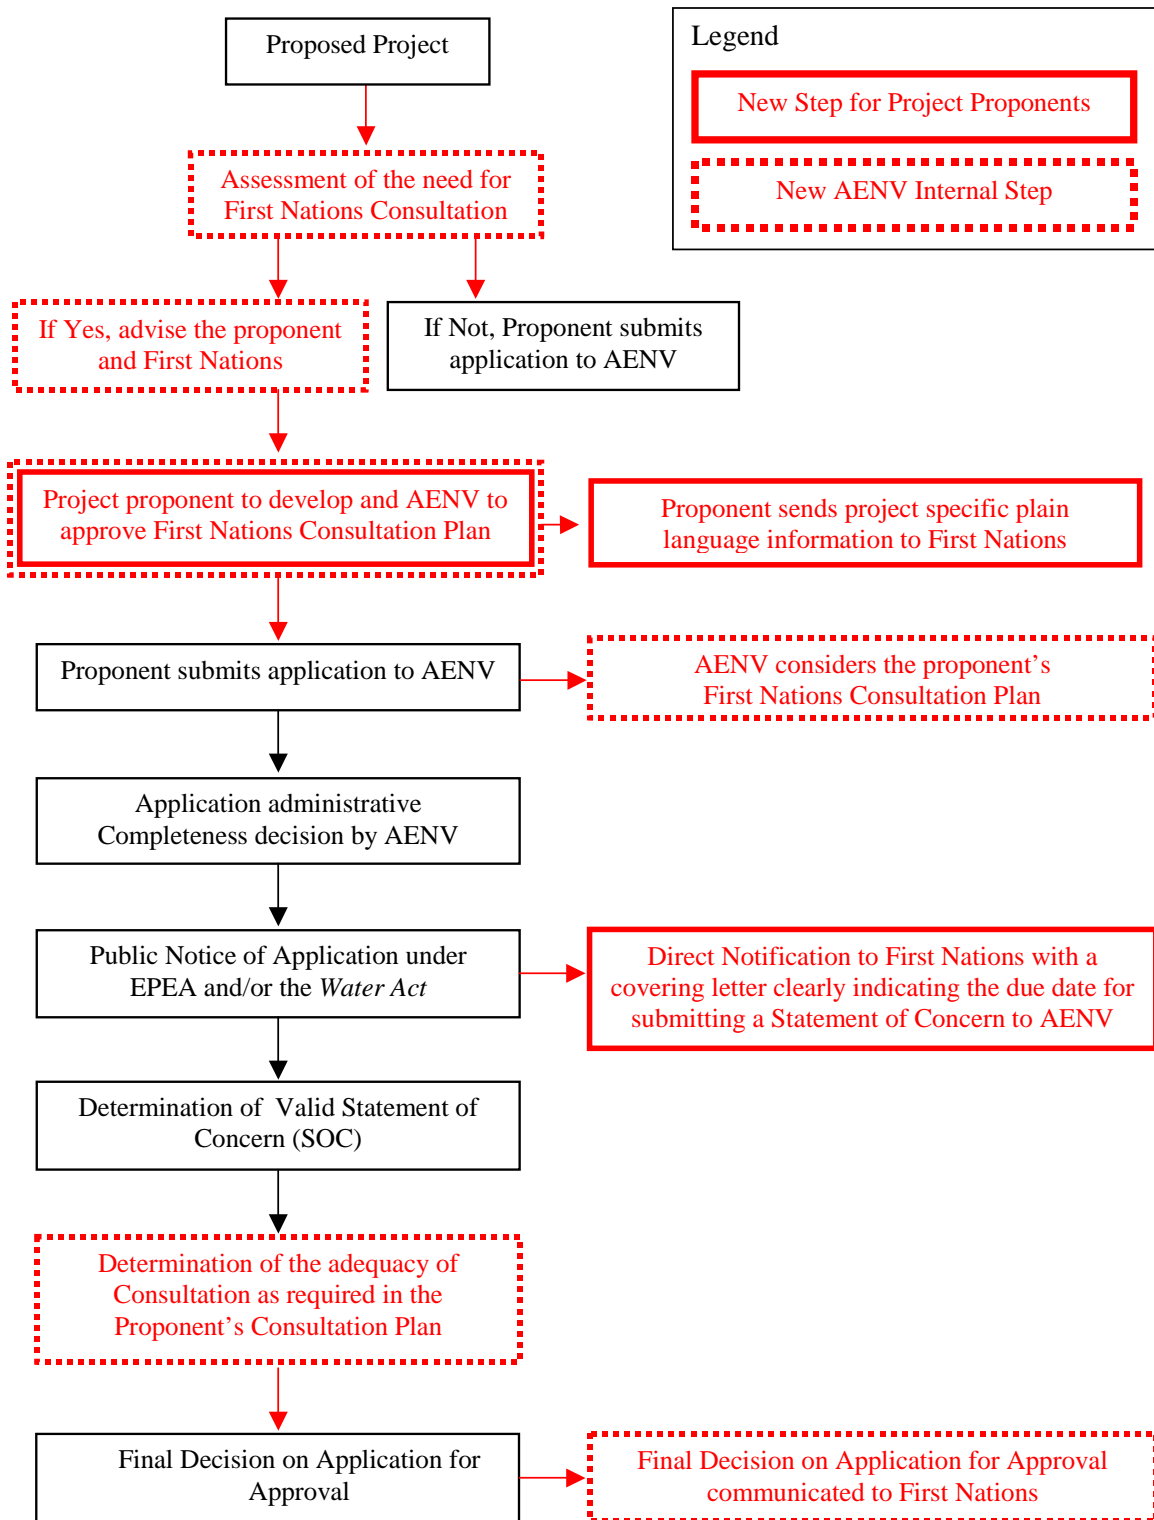 Proposed Project
Legend
New Step for Project Proponents
New AENV Internal Step
Assessment of the need for
First Nations Consultation
If Yes, advise the proponent
and First Nations
If Not, Proponent submits
application to AENV
Project proponent to develop and AENV to
approve First Nations Consultation Plan
Proponent sends project specific plain
language information to First Nations
Proponent submits application to AENV
AENV considers the proponent’s
First Nations Consultation Plan
Application administrative
Completeness decision by AENV
Public Notice of Application under
EPEA and/or the Water Act
Direct Notification to First Nations with a
covering letter clearly indicating the due date for
submitting a Statement of Concern to AENV
Determination of Valid Statement of
Concern (SOC)
Determination of the adequacy of
Consultation as required in the
Proponent’s Consultation Plan
Final Decision on Application for
Approval
Final Decision on Application for Approval
communicated to First Nations